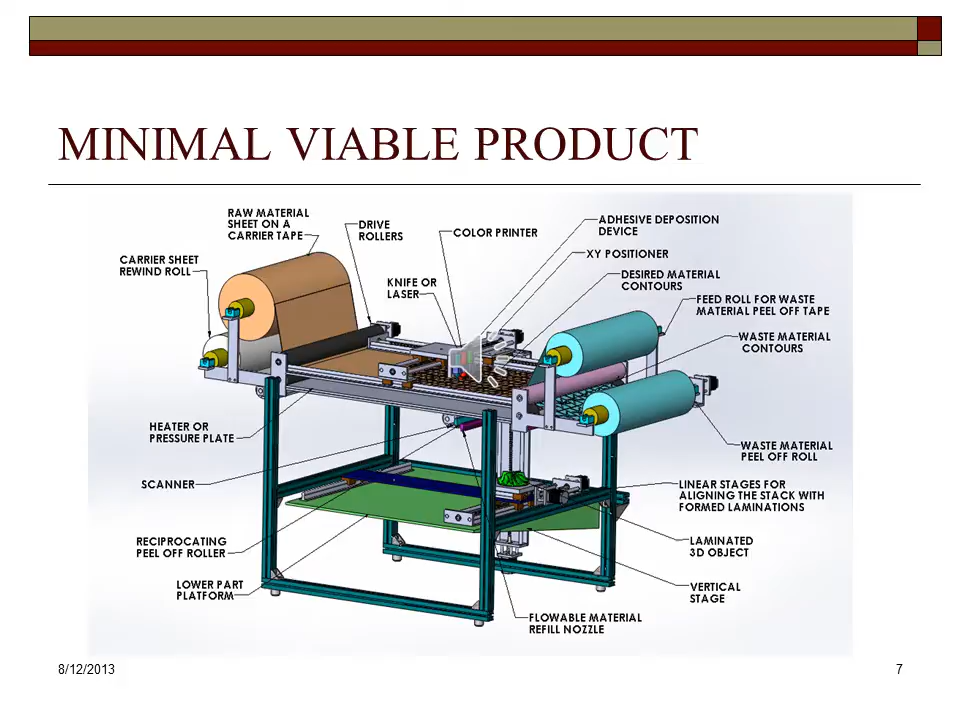 MINIMAL VIABLE PRODUCT
RAW MATERIAL
SHEET ON A
CARRIER TAPE
DRIVE
ROLLERS
COLOR PRINTER
ADHESIVE DEPOSITION
DEVICE
XY POSITIONER
CARRIER SHEET
REWIND ROLL
KNIFE OR
LASER
DESIRED MATERIAL
CONTOURS
FEED ROLL FOR WASTE
MATERIAL PEEL OFF TAPE
WASTE MATERIAL
CONTOURS
HEATER OR
PRESSURE PLATE
WASTE MATERIAL
PEEL OFF ROLL
SCANNER
LINEAR STAGES FOR
ALIGNING THE STACK WITH
FORMED LAMINATIONS
RECIPROCATING
PEEL OFF ROLLER
LAMINATED
3D OBJECT
LOWER PART
PLATFORM
VERTICAL
STAGE
FLOWABLE MATERIAL
REFILL NOZZLE
8/12/2013
7